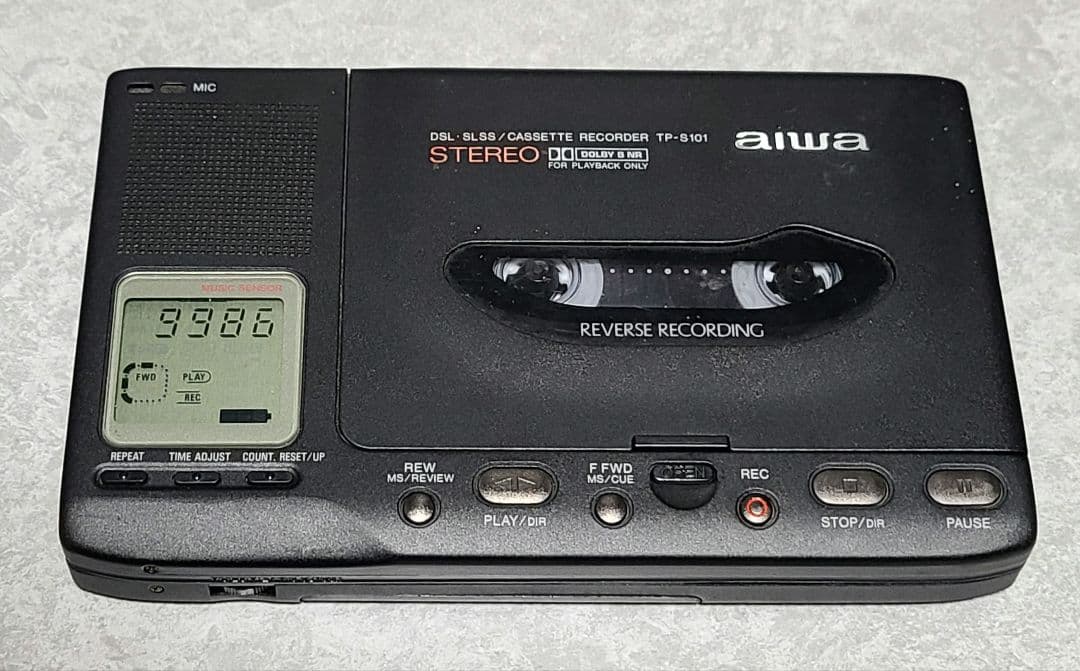 MIC
DSL·SLSS/CASSETTE RECORDER TP-S101
aiwa
STEREO DOLBY B NR
FOR PLAYBACK ONLY
MUSIC SENSOR
9986
REVERSE RECORDING
FWD
PLAY
REC
REPEAT TIME ADJUST COUNT. RESET/UP
REW
MS/REVIEW
PLAY/DIR
F FWD
MS/CUE
OPEN
REC
STOP/DIR
PAUSE